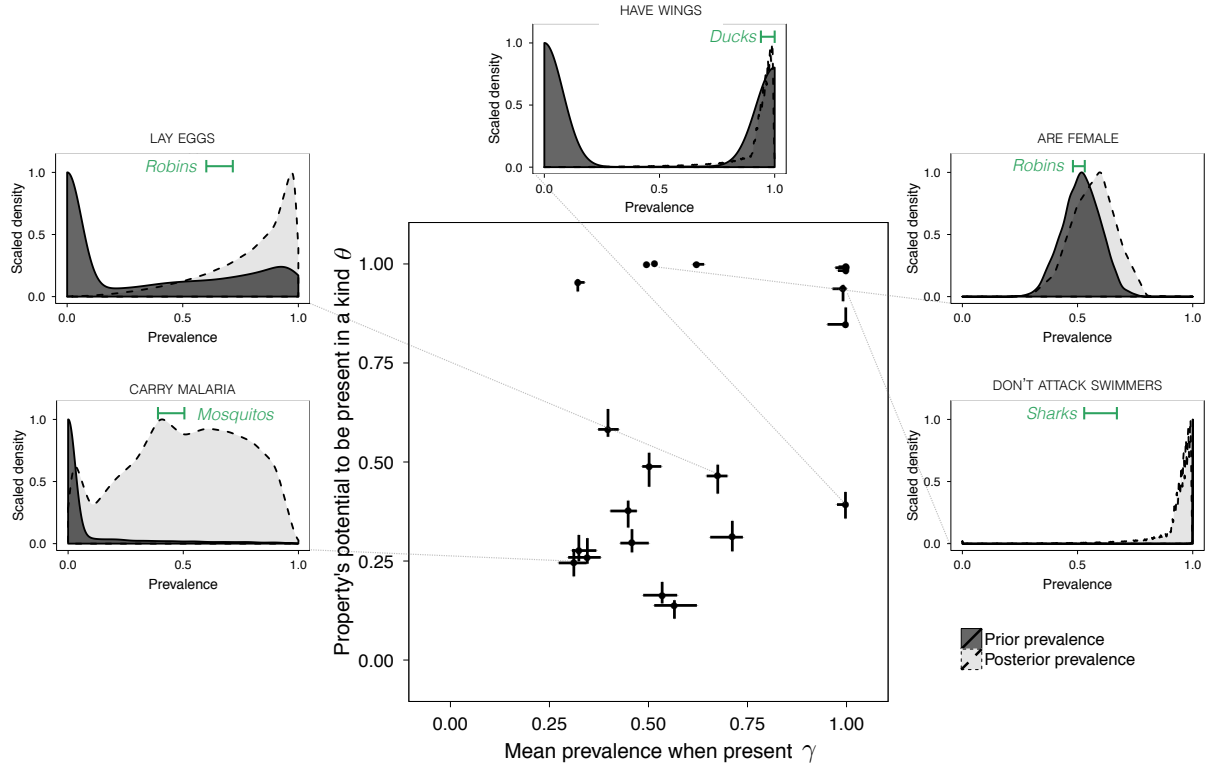 HAVE WINGS
Ducks
1.0
0.5
0.0
Scaled density
0.0 0.5 1.0
Prevalence
LAY EGGS
Robins
1.0
0.5
0.0
Scaled density
0.0 0.5 1.0
Prevalence
ARE FEMALE
Robins
1.0
0.5
0.0
Scaled density
0.0 0.5 1.0
Prevalence
CARRY MALARIA
Mosquitos
1.0
0.5
0.0
Scaled density
0.0 0.5 1.0
Prevalence
DON'T ATTACK SWIMMERS
Sharks
1.0
0.5
0.0
Scaled density
0.0 0.5 1.0
Prevalence
Property's potential to be present in a kind θ
1.00
0.75
0.50
0.25
0.00
0.00 0.25 0.50 0.75 1.00
Mean prevalence when present γ
Prior prevalence
Posterior prevalence